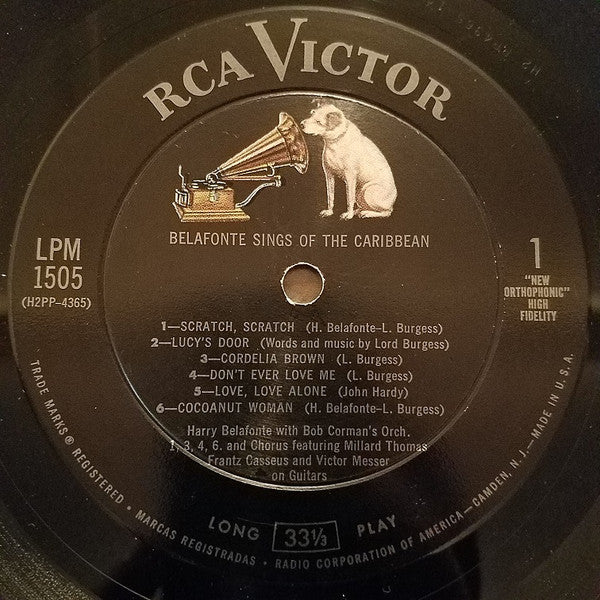 RCA VICTOR
BELAFONTE SINGS OF THE CARIBBEAN
LPM
1505
(H2PP-4365)
1
"NEW
ORTHOPHONIC"
HIGH
FIDELITY
1—SCRATCH, SCRATCH (H. Belafonte-L. Burgess)
2—LUCY'S DOOR (Words and music by Lord Burgess)
3—CORDELIA BROWN (L. Burgess)
4—DON'T EVER LOVE ME (L. Burgess)
5—LOVE, LOVE ALONE (John Hardy)
6—COCOANUT WOMAN (H. Belafonte-L. Burgess)
Harry Belafonte with Bob Corman's Orch.
1, 3, 4, 6. and Chorus featuring Millard Thomas
Frantz Casseus and Victor Messer
on Guitars
LONG 33⅓ PLAY
TRADE MARKS® REGISTERED • MARCAS REGISTRADAS • RADIO CORPORATION OF AMERICA—CAMDEN, N. J.—MADE IN U. S. A.